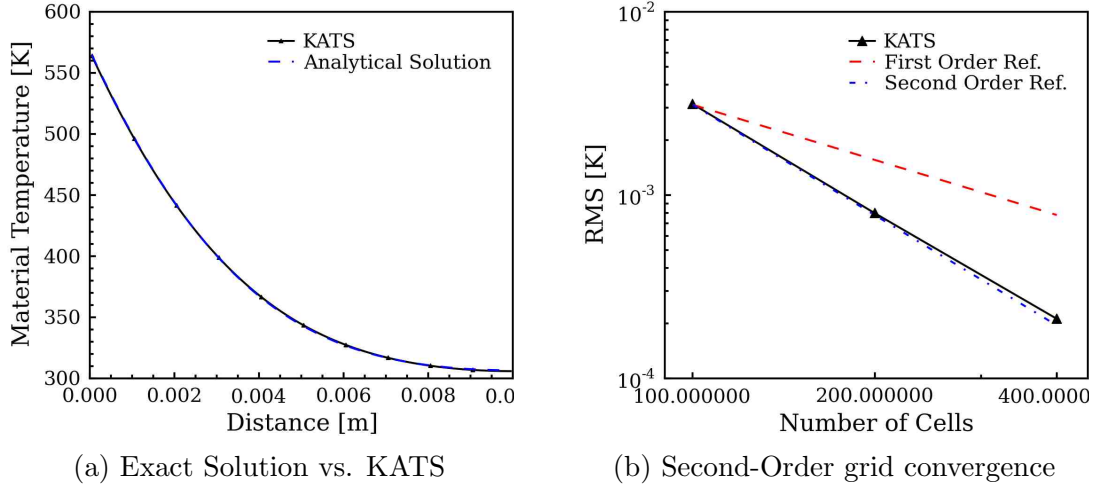 600
550
500
450
400
350
300
0.000 0.002 0.004 0.006 0.008 0.0
Material Temperature [K]
Distance [m]
KATS
Analytical Solution
(a) Exact Solution vs. KATS
10⁻²
10⁻³
10⁻⁴
100.000000 200.000000 400.0000
RMS [K]
Number of Cells
KATS
First Order Ref.
Second Order Ref.
(b) Second-Order grid convergence